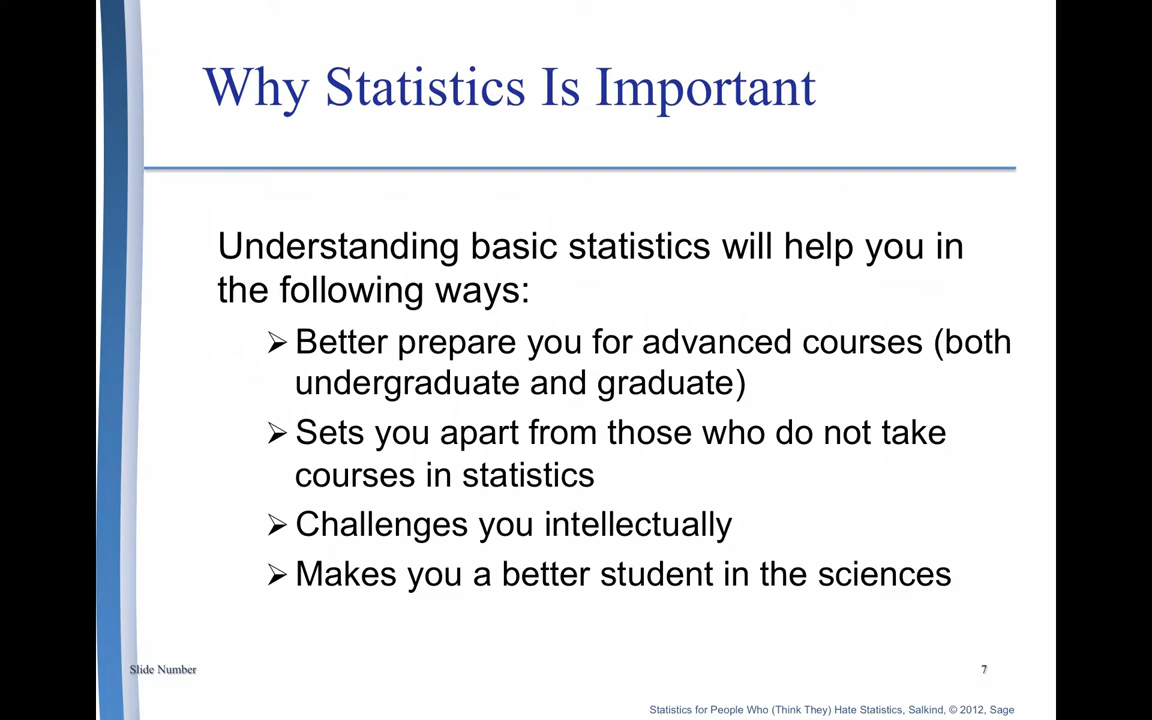 Why Statistics Is Important
Understanding basic statistics will help you in
the following ways:
➢ Better prepare you for advanced courses (both
undergraduate and graduate)
➢ Sets you apart from those who do not take
courses in statistics
➢ Challenges you intellectually
➢ Makes you a better student in the sciences
Slide Number 7
Statistics for People Who (Think They) Hate Statistics, Salkind, © 2012, Sage